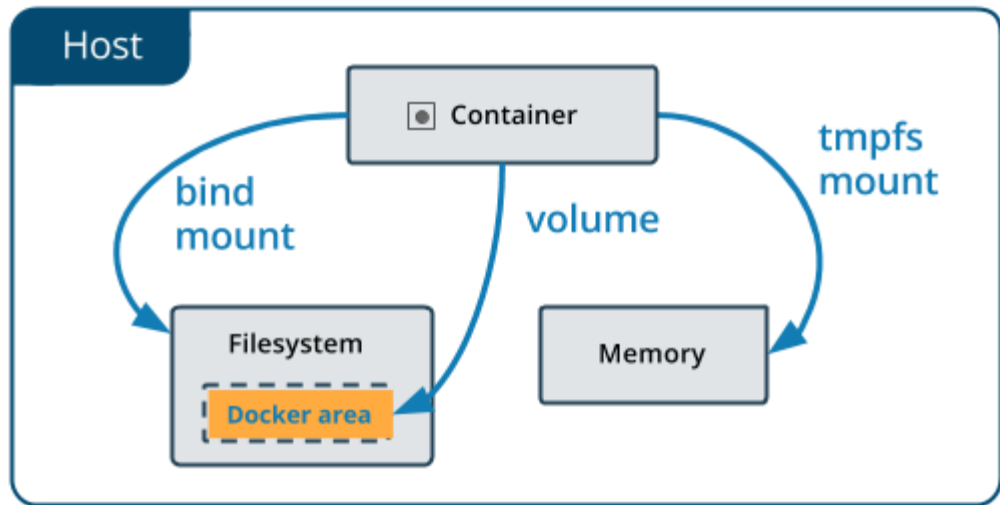 Host
Container
bind
mount
volume
tmpfs
mount
Filesystem
Docker area
Memory